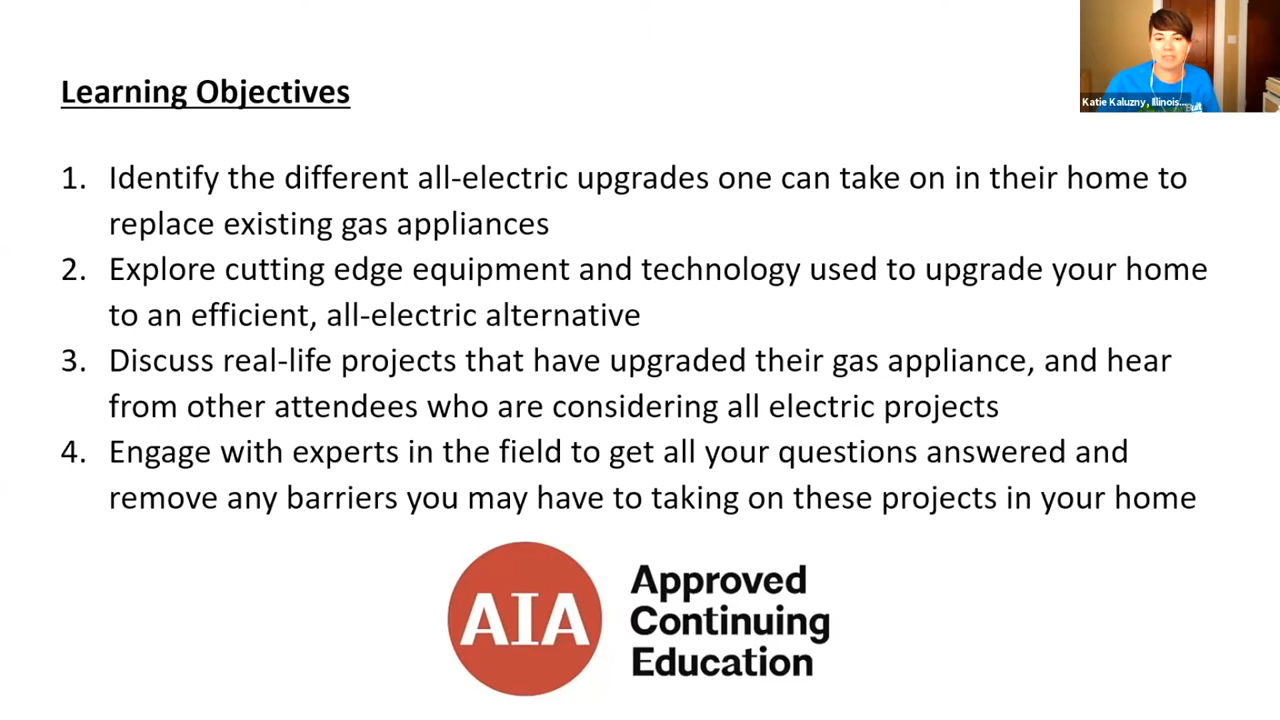 Learning Objectives
Katie Kaluzny, Illinois...
1. Identify the different all-electric upgrades one can take on in their home to
replace existing gas appliances
2. Explore cutting edge equipment and technology used to upgrade your home
to an efficient, all-electric alternative
3. Discuss real-life projects that have upgraded their gas appliance, and hear
from other attendees who are considering all electric projects
4. Engage with experts in the field to get all your questions answered and
remove any barriers you may have to taking on these projects in your home
AIA
Approved
Continuing
Education